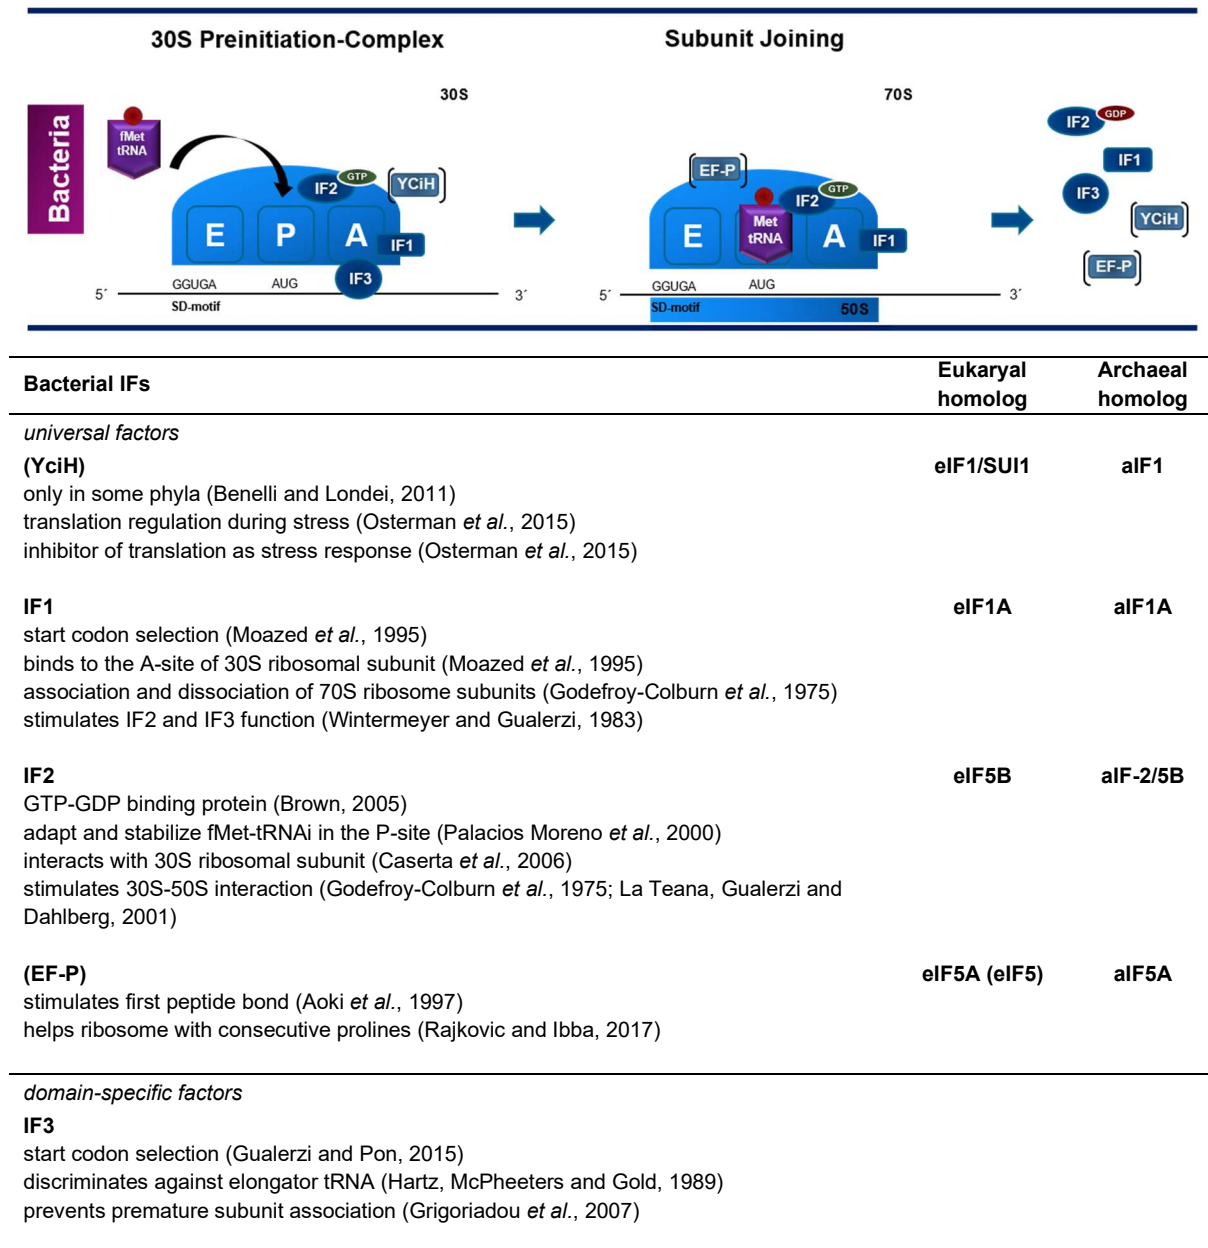 30S Preinitiation-Complex
Subunit Joining
Bacteria
30S
fMet
tRNA
IF2
GTP
YCiH
E
P
A
IF1
IF3
GGUGA
AUG
5´
3´
SD-motif
70S
EF-P
IF2
GTP
Met
tRNA
E
A
IF1
GGUGA
AUG
5´
3´
SD-motif
50S
IF2
GDP
IF1
IF3
YCiH
EF-P
Bacterial IFs
Eukaryal
homolog
Archaeal
homolog
universal factors
(YciH) eIF1/SUI1 aIF1
only in some phyla (Benelli and Londei, 2011)
translation regulation during stress (Osterman et al., 2015)
inhibitor of translation as stress response (Osterman et al., 2015)
IF1 eIF1A aIF1A
start codon selection (Moazed et al., 1995)
binds to the A-site of 30S ribosomal subunit (Moazed et al., 1995)
association and dissociation of 70S ribosome subunits (Godefroy-Colburn et al., 1975)
stimulates IF2 and IF3 function (Wintermeyer and Gualerzi, 1983)
IF2 eIF5B aIF-2/5B
GTP-GDP binding protein (Brown, 2005)
adapt and stabilize fMet-tRNAi in the P-site (Palacios Moreno et al., 2000)
interacts with 30S ribosomal subunit (Caserta et al., 2006)
stimulates 30S-50S interaction (Godefroy-Colburn et al., 1975; La Teana, Gualerzi and
Dahlberg, 2001)
(EF-P) eIF5A (eIF5) aIF5A
stimulates first peptide bond (Aoki et al., 1997)
helps ribosome with consecutive prolines (Rajkovic and Ibba, 2017)
domain-specific factors
IF3
start codon selection (Gualerzi and Pon, 2015)
discriminates against elongator tRNA (Hartz, McPheeters and Gold, 1989)
prevents premature subunit association (Grigoriadou et al., 2007)